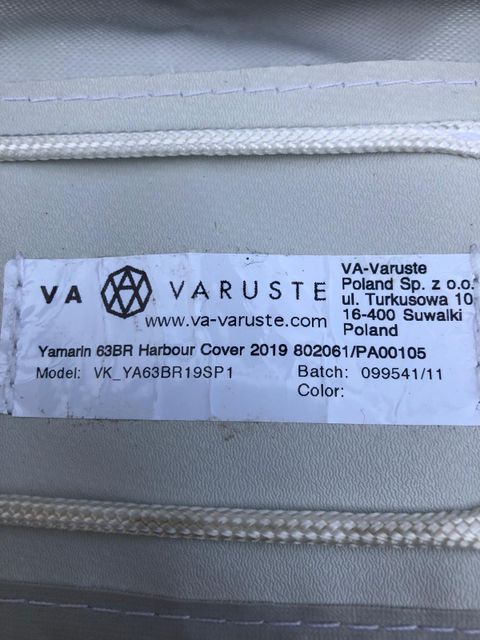 VA VARUSTE
www.va-varuste.com
VA-Varuste
Poland Sp. z o.o.
ul. Turkusowa 10
16-400 Suwalki
Poland
Yamarin 63BR Harbour Cover 2019 802061/PA00105
Model: VK_YA63BR19SP1 Batch: 099541/11
Color: